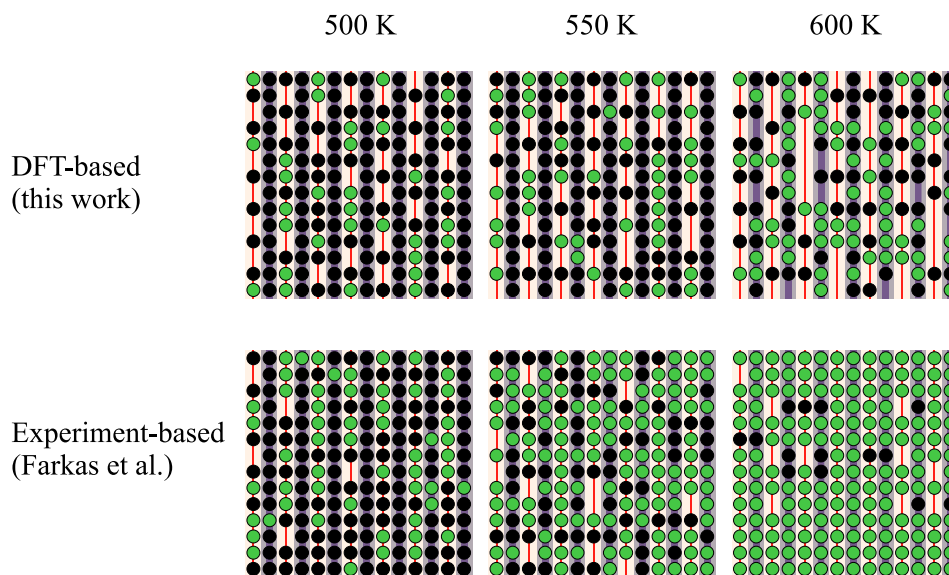 500 K
550 K
600 K
DFT-based
(this work)
Experiment-based
(Farkas et al.)